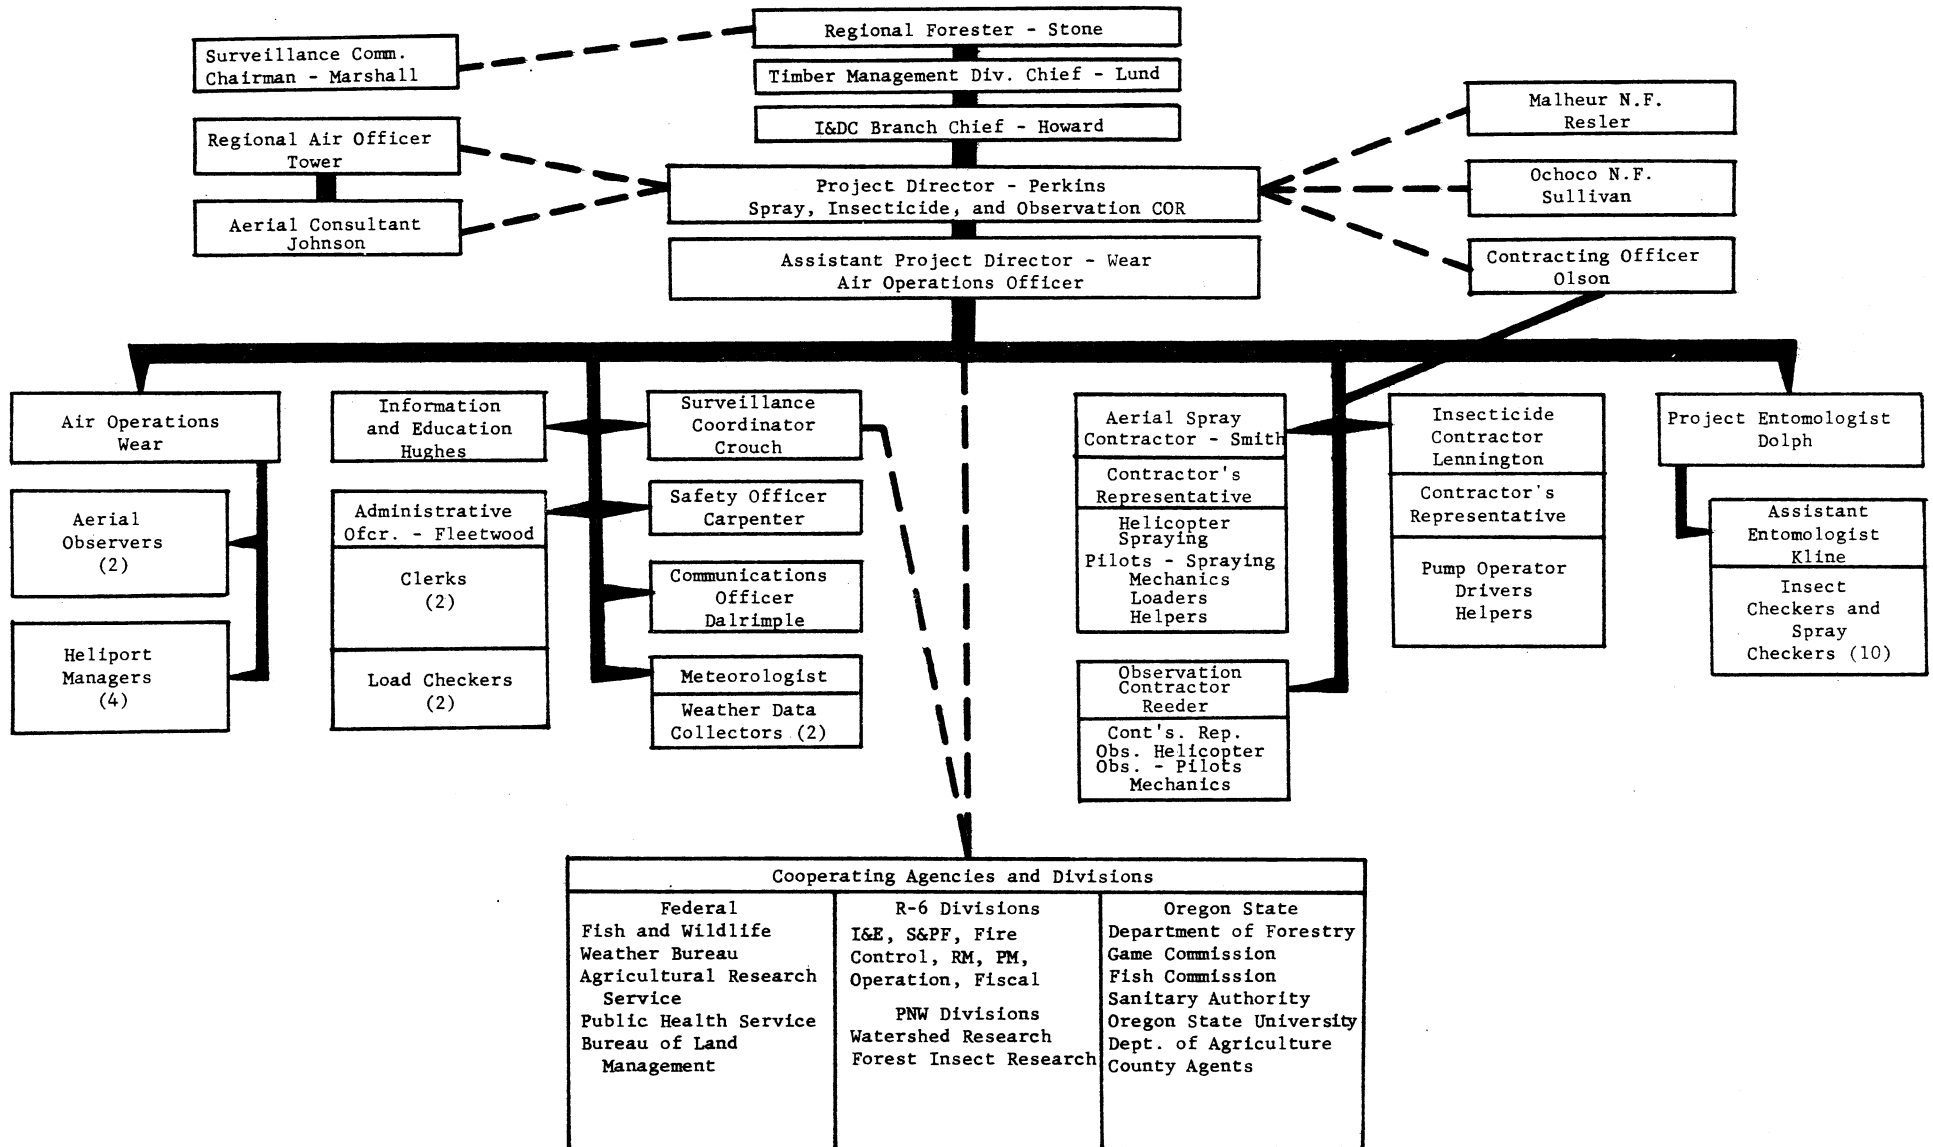 Regional Forester - Stone
Surveillance Comm.
Chairman - Marshall
Timber Management Div. Chief - Lund
I&DC Branch Chief - Howard
Malheur N.F.
Resler
Regional Air Officer
Tower
Project Director - Perkins
Spray, Insecticide, and Observation COR
Ochoco N.F.
Sullivan
Aerial Consultant
Johnson
Assistant Project Director - Wear
Air Operations Officer
Contracting Officer
Olson
Air Operations
Wear
Aerial
Observers
(2)
Heliport
Managers
(4)
Information
and Education
Hughes
Administrative
Ofcr. - Fleetwood
Clerks
(2)
Load Checkers
(2)
Surveillance
Coordinator
Crouch
Safety Officer
Carpenter
Communications
Officer
Dalrimple
Meteorologist
Weather Data
Collectors (2)
Aerial Spray
Contractor - Smith
Contractor's
Representative
Helicopter
Spraying
Pilots - Spraying
Mechanics
Loaders
Helpers
Observation
Contractor
Reeder
Cont's. Rep.
Obs. Helicopter
Obs. - Pilots
Mechanics
Insecticide
Contractor
Lennington
Contractor's
Representative
Pump Operator
Drivers
Helpers
Project Entomologist
Dolph
Assistant
Entomologist
Kline
Insect
Checkers and
Spray
Checkers (10)
Cooperating Agencies and Divisions
Federal
Fish and Wildlife
Weather Bureau
Agricultural Research
Service
Public Health Service
Bureau of Land
Management
R-6 Divisions
I&E, S&PF, Fire
Control, RM, PM,
Operation, Fiscal
PNW Divisions
Watershed Research
Forest Insect Research
Oregon State
Department of Forestry
Game Commission
Fish Commission
Sanitary Authority
Oregon State University
Dept. of Agriculture
County Agents